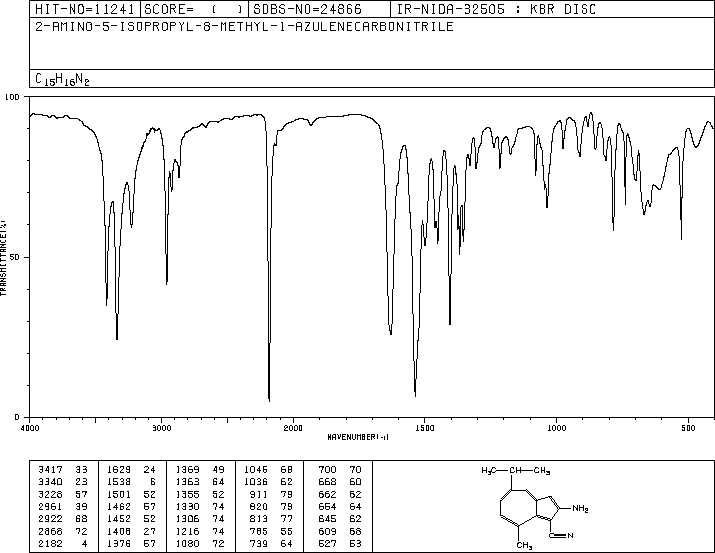 HIT-NO=11241 SCORE= ( ) SDBS-NO=24866 IR-NIDA-32505 : KBR DISC
2-AMINO-5-ISOPROPYL-8-METHYL-1-AZULENECARBONITRILE
C15H16N2
100
50
0
TRANSMITTANCE(%)
4000 3000 2000 1500 1000 500
WAVENUMBER(-1)
3417 33 1629 24 1369 49 1046 68 700 70
3340 23 1538 6 1363 64 1036 62 668 60
3228 57 1501 52 1355 52 911 79 662 62
2961 39 1462 57 1330 74 820 79 654 64
2922 68 1452 52 1306 74 813 77 645 62
2868 72 1408 27 1216 74 785 55 609 68
2182 4 1376 57 1080 72 739 64 527 53
H3C CH CH3
NH2
C N
CH3